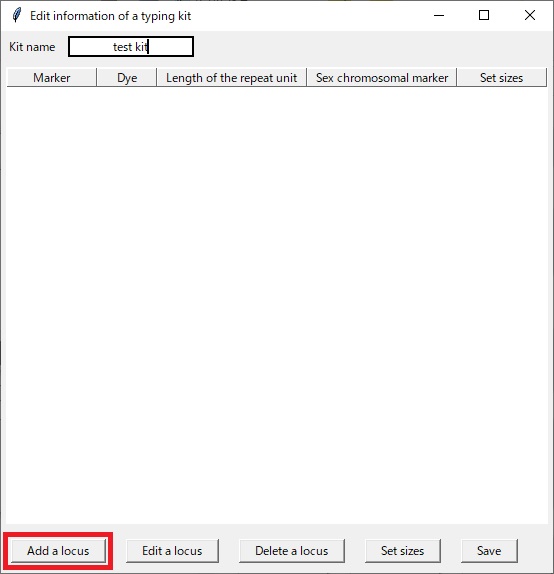 Edit information of a typing kit
Kit name test kit
Marker Dye Length of the repeat unit Sex chromosomal marker Set sizes
Add a locus Edit a locus Delete a locus Set sizes Save